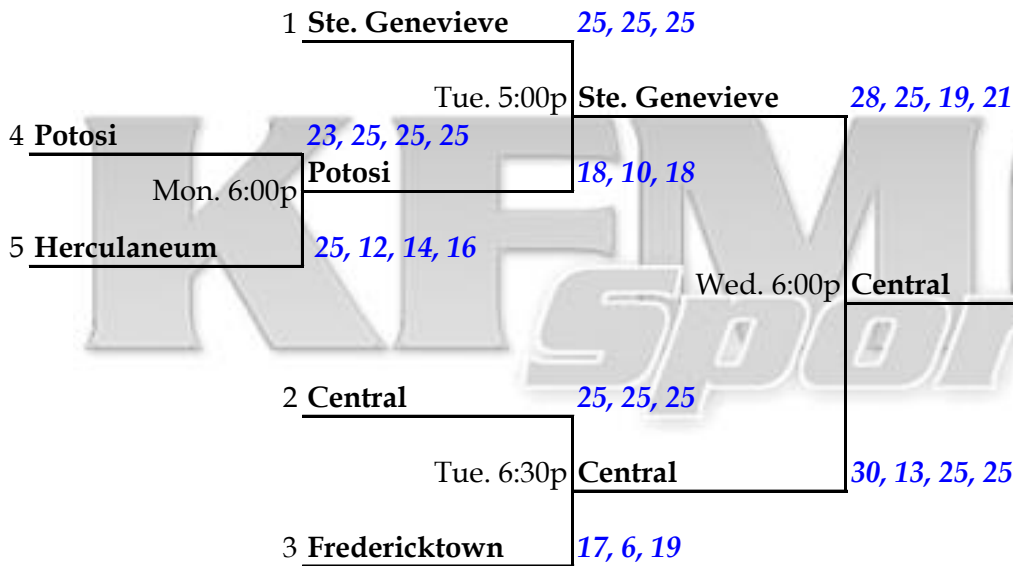 1 Ste. Genevieve 25, 25, 25
Tue. 5:00p Ste. Genevieve 28, 25, 19, 21
4 Potosi 23, 25, 25, 25
Potosi 18, 10, 18
Mon. 6:00p
5 Herculaneum 25, 12, 14, 16
Wed. 6:00p Central
2 Central 25, 25, 25
Tue. 6:30p Central 30, 13, 25, 25
3 Fredericktown 17, 6, 19